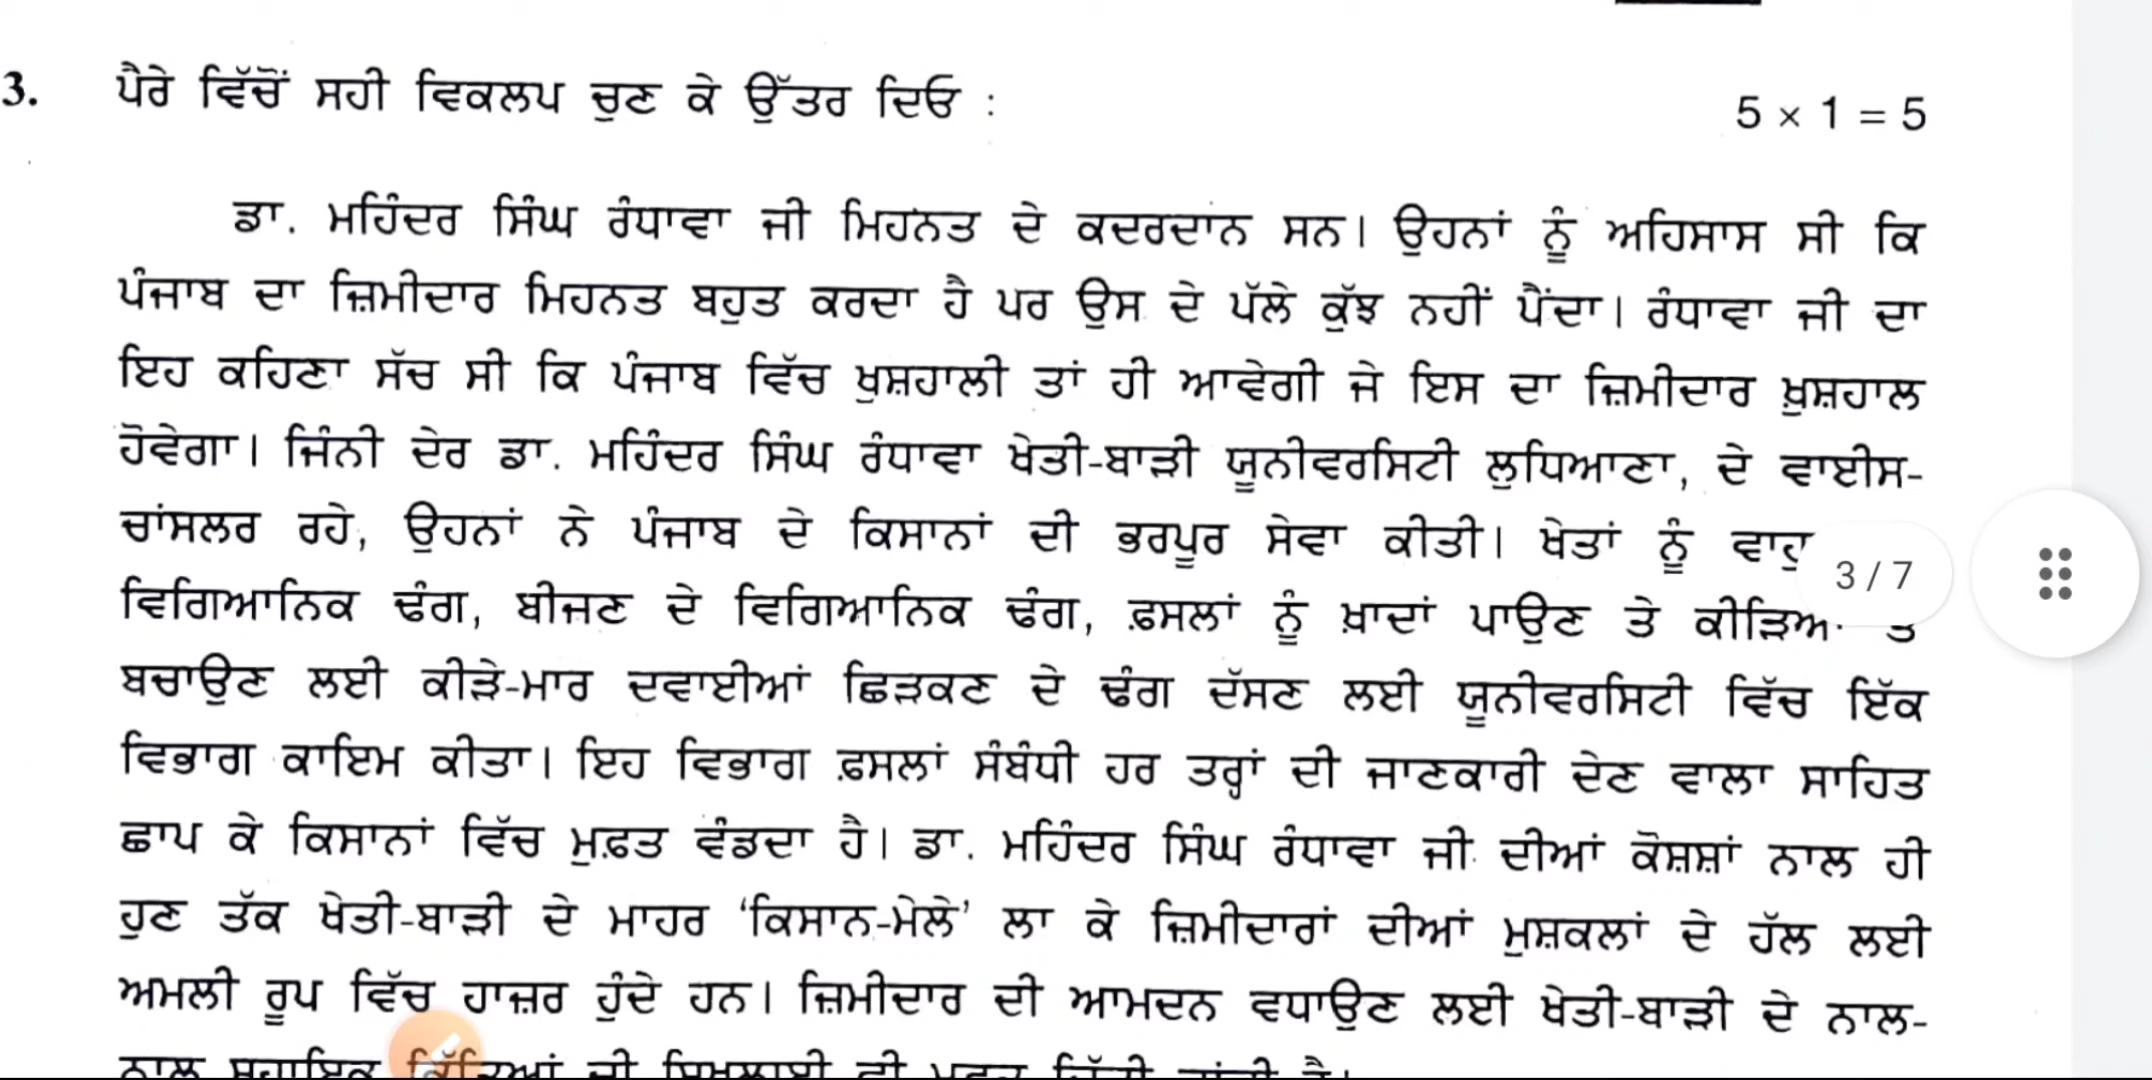 3. ਪੈਰੇ ਵਿੱਚੋਂ ਸਹੀ ਵਿਕਲਪ ਚੁਣ ਕੇ ਉੱਤਰ ਦਿਓ : 5 × 1 = 5
ਡਾ. ਮਹਿੰਦਰ ਸਿੰਘ ਰੰਧਾਵਾ ਜੀ ਮਿਹਨਤ ਦੇ ਕਦਰਦਾਨ ਸਨ। ਉਹਨਾਂ ਨੂੰ ਅਹਿਸਾਸ ਸੀ ਕਿ
ਪੰਜਾਬ ਦਾ ਜ਼ਿਮੀਦਾਰ ਮਿਹਨਤ ਬਹੁਤ ਕਰਦਾ ਹੈ ਪਰ ਉਸ ਦੇ ਪੱਲੇ ਕੁੱਝ ਨਹੀਂ ਪੈਂਦਾ। ਰੰਧਾਵਾ ਜੀ ਦਾ
ਇਹ ਕਹਿਣਾ ਸੱਚ ਸੀ ਕਿ ਪੰਜਾਬ ਵਿੱਚ ਖੁਸ਼ਹਾਲੀ ਤਾਂ ਹੀ ਆਵੇਗੀ ਜੇ ਇਸ ਦਾ ਜ਼ਿਮੀਦਾਰ ਖ਼ੁਸ਼ਹਾਲ
ਹੋਵੇਗਾ। ਜਿੰਨੀ ਦੇਰ ਡਾ. ਮਹਿੰਦਰ ਸਿੰਘ ਰੰਧਾਵਾ ਖੇਤੀ-ਬਾੜੀ ਯੂਨੀਵਰਸਿਟੀ ਲੁਧਿਆਣਾ, ਦੇ ਵਾਈਸ-
ਚਾਂਸਲਰ ਰਹੇ, ਉਹਨਾਂ ਨੇ ਪੰਜਾਬ ਦੇ ਕਿਸਾਨਾਂ ਦੀ ਭਰਪੂਰ ਸੇਵਾ ਕੀਤੀ। ਖੇਤਾਂ ਨੂੰ
3 / 7
ਵਿਗਿਆਨਿਕ ਢੰਗ, ਬੀਜਣ ਦੇ ਵਿਗਿਆਨਿਕ ਢੰਗ, ਫ਼ਸਲਾਂ ਨੂੰ ਖ਼ਾਦਾਂ ਪਾਉਣ ਤੇ
ਬਚਾਉਣ ਲਈ ਕੀੜੇ-ਮਾਰ ਦਵਾਈਆਂ ਛਿੜਕਣ ਦੇ ਢੰਗ ਦੱਸਣ ਲਈ ਯੂਨੀਵਰਸਿਟੀ ਵਿੱਚ ਇੱਕ
ਵਿਭਾਗ ਕਾਇਮ ਕੀਤਾ। ਇਹ ਵਿਭਾਗ ਫ਼ਸਲਾਂ ਸੰਬੰਧੀ ਹਰ ਤਰ੍ਹਾਂ ਦੀ ਜਾਣਕਾਰੀ ਦੇਣ ਵਾਲਾ ਸਾਹਿਤ
ਛਾਪ ਕੇ ਕਿਸਾਨਾਂ ਵਿੱਚ ਮੁਫ਼ਤ ਵੰਡਦਾ ਹੈ। ਡਾ. ਮਹਿੰਦਰ ਸਿੰਘ ਰੰਧਾਵਾ ਜੀ ਦੀਆਂ ਕੋਸ਼ਸ਼ਾਂ ਨਾਲ ਹੀ
ਹੁਣ ਤੱਕ ਖੇਤੀ-ਬਾੜੀ ਦੇ ਮਾਹਰ ‘ਕਿਸਾਨ-ਮੇਲੇ’ ਲਾ ਕੇ ਜ਼ਿਮੀਦਾਰਾਂ ਦੀਆਂ ਮੁਸ਼ਕਲਾਂ ਦੇ ਹੱਲ ਲਈ
ਅਮਲੀ ਰੂਪ ਵਿੱਚ ਹਾਜ਼ਰ ਹੁੰਦੇ ਹਨ। ਜ਼ਿਮੀਦਾਰ ਦੀ ਆਮਦਨ ਵਧਾਉਣ ਲਈ ਖੇਤੀ-ਬਾੜੀ ਦੇ ਨਾਲ-